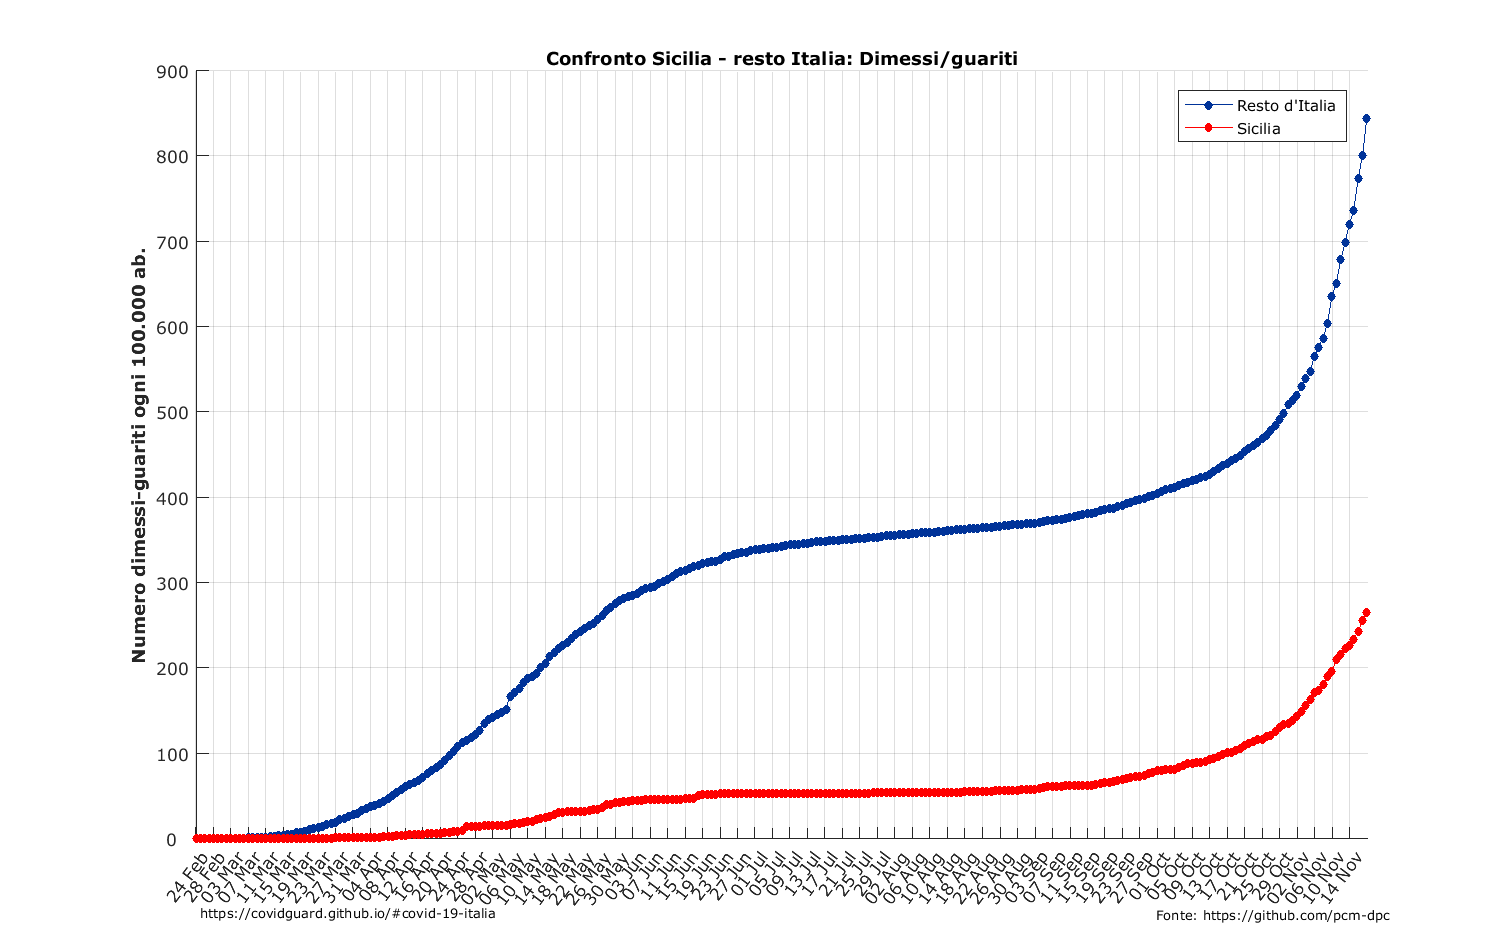 Confronto Sicilia - resto Italia: Dimessi/guariti
Resto d'Italia
Sicilia
Numero dimessi-guariti ogni 100.000 ab.
900
800
700
600
500
400
300
200
100
0
24 Feb
28 Feb
03 Mar
07 Mar
11 Mar
15 Mar
19 Mar
23 Mar
27 Mar
31 Mar
04 Apr
08 Apr
12 Apr
16 Apr
20 Apr
24 Apr
28 Apr
02 May
06 May
10 May
14 May
18 May
22 May
26 May
30 May
03 Jun
07 Jun
11 Jun
15 Jun
19 Jun
23 Jun
27 Jun
01 Jul
05 Jul
09 Jul
13 Jul
17 Jul
21 Jul
25 Jul
29 Jul
02 Aug
06 Aug
10 Aug
14 Aug
18 Aug
22 Aug
26 Aug
30 Aug
03 Sep
07 Sep
11 Sep
15 Sep
19 Sep
23 Sep
27 Sep
01 Oct
05 Oct
09 Oct
13 Oct
17 Oct
21 Oct
25 Oct
29 Oct
02 Nov
06 Nov
10 Nov
14 Nov
https://covidguard.github.io/#covid-19-italia
Fonte: https://github.com/pcm-dpc